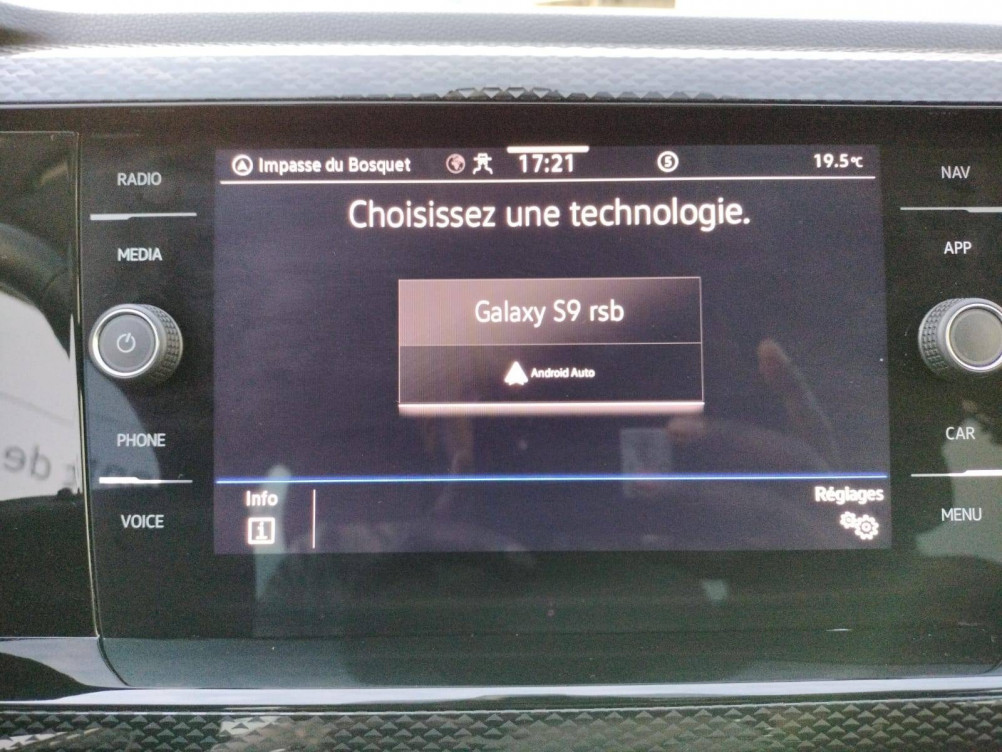 RADIO
MEDIA
PHONE
VOICE
Impasse du Bosquet
17:21
5
19.5°C
Choisissez une technologie.
Galaxy S9 rsb
Android Auto
Info
i
Réglages
NAV
APP
CAR
MENU